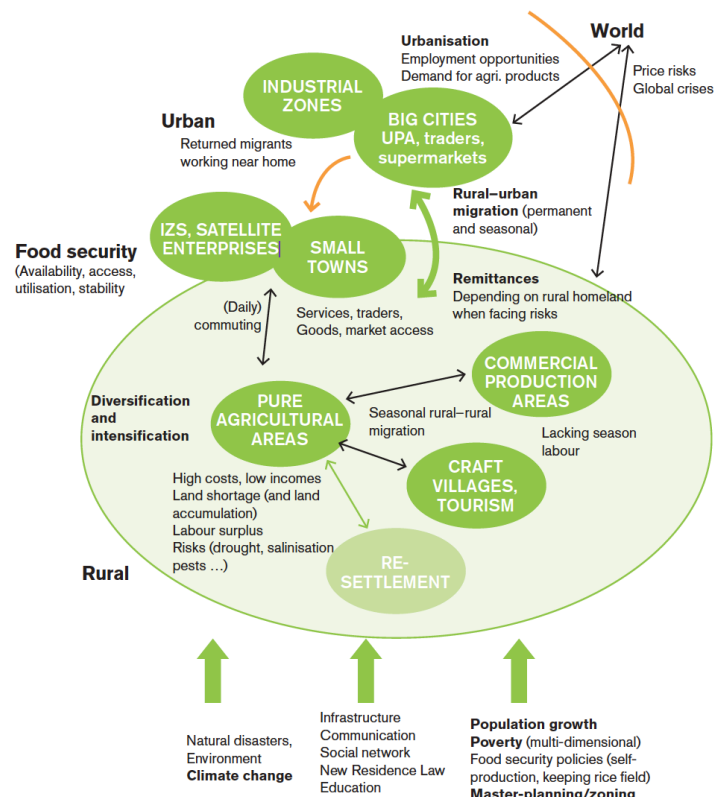 World
Urbanisation
Employment opportunities
Demand for agri. products
Price risks
Global crises
INDUSTRIAL
ZONES
BIG CITIES
UPA, traders,
supermarkets
Urban
Returned migrants
working near home
Rural–urban
migration (permanent
and seasonal)
IZS, SATELLITE
ENTERPRISES
SMALL
TOWNS
Food security
(Availability, access,
utilisation, stability
Remittances
Depending on rural homeland
when facing risks
(Daily)
commuting
Services, traders,
Goods, market access
COMMERCIAL
PRODUCTION
AREAS
Diversification
and
intensification
PURE
AGRICULTURAL
AREAS
Seasonal rural–rural
migration
Lacking season
labour
CRAFT
VILLAGES,
TOURISM
High costs, low incomes
Land shortage (and land
accumulation)
Labour surplus
Risks (drought, salinisation
pests ...)
RE-
SETTLEMENT
Rural
Natural disasters,
Environment
Climate change
Infrastructure
Communication
Social network
New Residence Law
Education
Population growth
Poverty (multi-dimensional)
Food security policies (self-
production, keeping rice field)
Master-planning/zoning